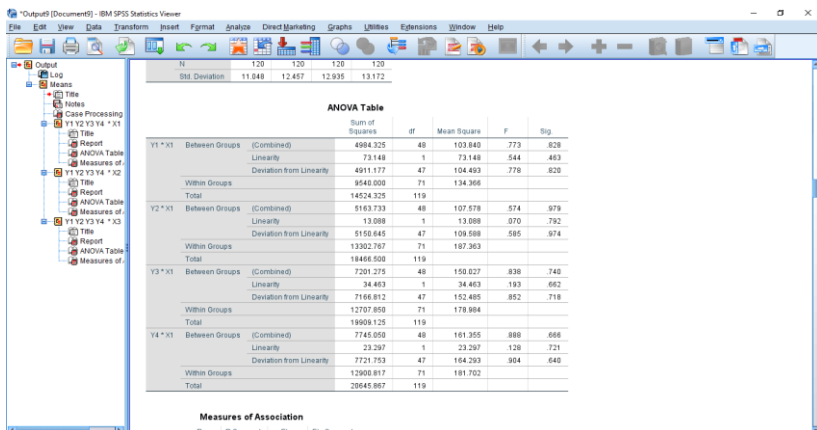 *Output9 [Document9] - IBM SPSS Statistics Viewer
File Edit View Data Transform Insert Format Analyze Direct Marketing Graphs Utilities Extensions Window Help
Output
Log
Means
Title
Notes
Case Processing
Y1 Y2 Y3 Y4 * X1
Title
Report
ANOVA Table
Measures of
Y1 Y2 Y3 Y4 * X2
Title
Report
ANOVA Table
Measures of
Y1 Y2 Y3 Y4 * X3
Title
Report
ANOVA Table
Measures of
N 120 120 120 120
Std. Deviation 11.048 12.457 12.935 13.172
ANOVA Table
Sum of Squares df Mean Square F Sig.
Y1 * X1 Between Groups (Combined) 4984.325 48 103.840 .773 .828
Linearity 73.148 1 73.148 .544 .463
Deviation from Linearity 4911.177 47 104.493 .778 .820
Within Groups 9540.000 71 134.366
Total 14524.325 119
Y2 * X1 Between Groups (Combined) 5163.733 48 107.578 .574 .979
Linearity 13.088 1 13.088 .070 .792
Deviation from Linearity 5150.645 47 109.588 .585 .974
Within Groups 13302.767 71 187.363
Total 18466.500 119
Y3 * X1 Between Groups (Combined) 7201.275 48 150.027 .838 .740
Linearity 34.463 1 34.463 .193 .662
Deviation from Linearity 7166.812 47 152.485 .852 .718
Within Groups 12707.850 71 178.984
Total 19909.125 119
Y4 * X1 Between Groups (Combined) 7745.050 48 161.355 .888 .666
Linearity 23.297 1 23.297 .128 .721
Deviation from Linearity 7721.753 47 164.293 .904 .640
Within Groups 12900.817 71 181.702
Total 20645.867 119
Measures of Association